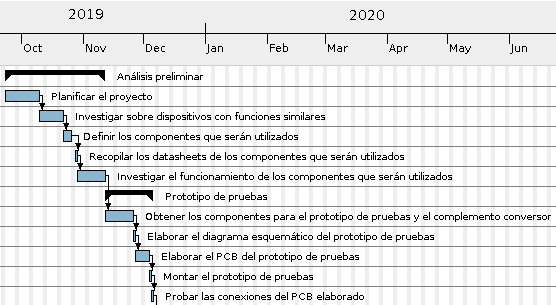 2019 2020
Oct Nov Dec Jan Feb Mar Apr May Jun
Análisis preliminar
Planificar el proyecto
Investigar sobre dispositivos con funciones similares
Definir los componentes que serán utilizados
Recopilar los datasheets de los componentes que serán utilizados
Investigar el funcionamiento de los componentes que serán utilizados
Prototipo de pruebas
Obtener los componentes para el prototipo de pruebas y el complemento conversor
Elaborar el diagrama esquemático del prototipo de pruebas
Elaborar el PCB del prototipo de pruebas
Montar el prototipo de pruebas
Probar las conexiones del PCB elaborado